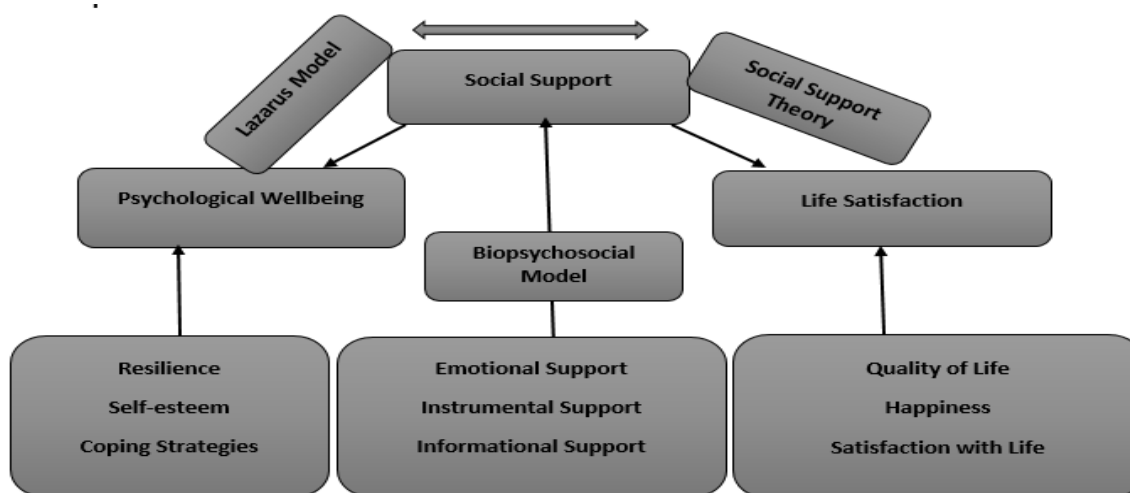 Lazarus Model
Social Support
Social Support
Theory
Psychological Wellbeing
Life Satisfaction
Biopsychosocial
Model
Resilience
Self-esteem
Coping Strategies
Emotional Support
Instrumental Support
Informational Support
Quality of Life
Happiness
Satisfaction with Life